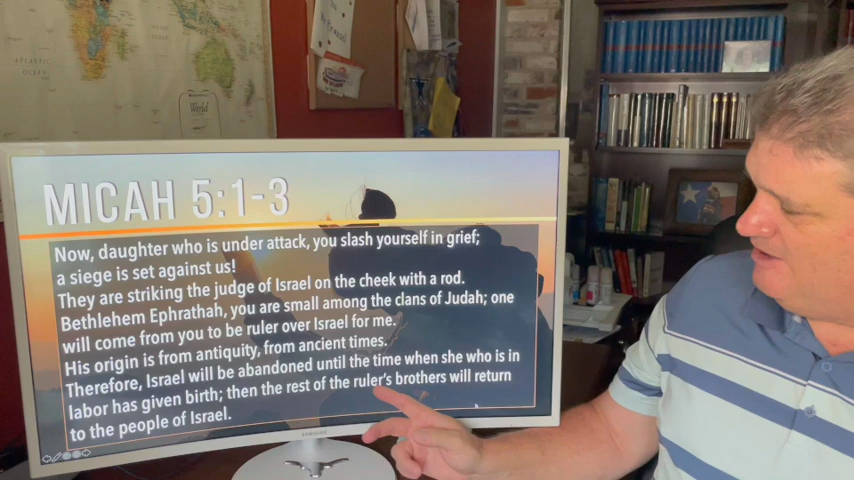 ATLANTIC
OCEAN
World
MICAH 5:1-3
Now, daughter who is under attack, you slash yourself in grief;
a siege is set against us!
They are striking the judge of Israel on the cheek with a rod.
Bethlehem Ephrathah, you are small among the clans of Judah; one
will come from you to be ruler over Israel for me.
His origin is from antiquity, from ancient times.
Therefore, Israel will be abandoned until the time when she who is in
labor has given birth; then the rest of the ruler's brothers will return
to the people of Israel.
SAMSUNG